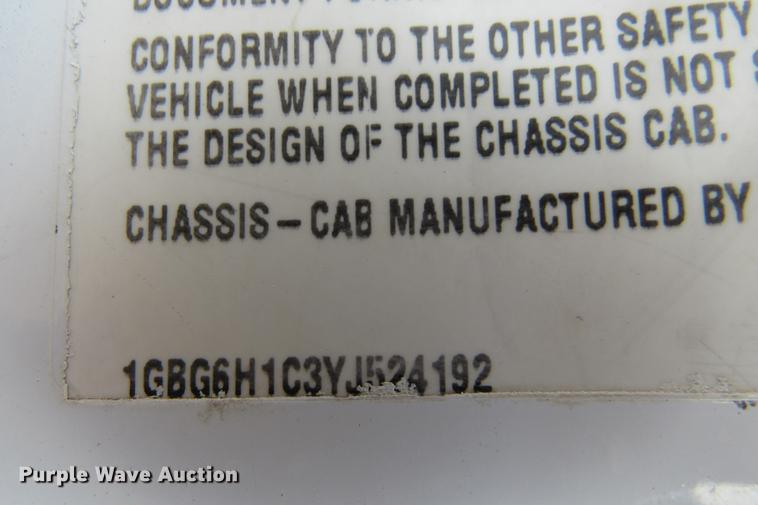 CONFORMITY TO THE OTHER SAFETY
VEHICLE WHEN COMPLETED IS NOT
THE DESIGN OF THE CHASSIS CAB.
CHASSIS-CAB MANUFACTURED BY
1GBG6H1C3YJ524192
Purple Wave Auction